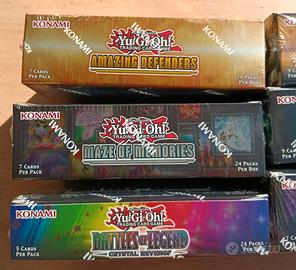 KONAMI
Yu-Gi-Oh!
TRADING CARD GAME
AMAZING DEFENDERS
7 CARDS
PER PACK
24 PACKS
PER BOX
KONAMI
KONAMI
Yu-Gi-Oh!
TRADING CARD GAME
MAZE OF MEMORIES
7 CARDS
PER PACK
24 PACKS
PER BOX
KONAMI
KONAMI
Yu-Gi-Oh!
TRADING CARD GAME
BATTLES OF LEGEND
CRYSTAL REVENGE
5 CARDS
PER PACK
24 PACKS
PER BOX